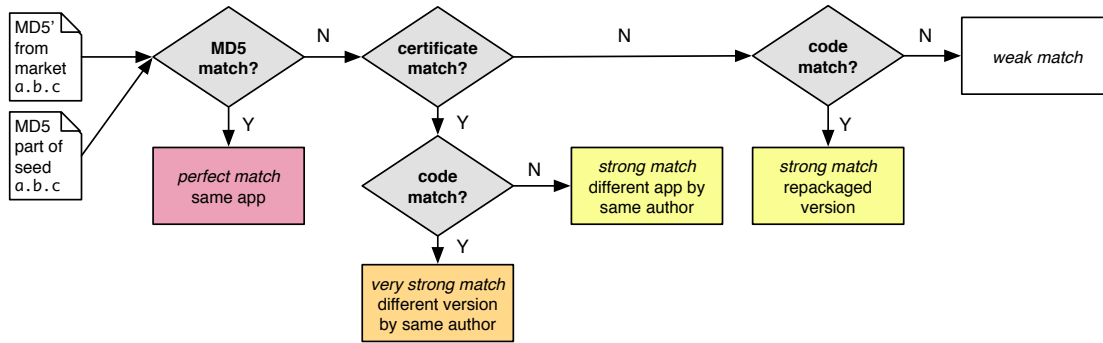 MD5'
from
market
a.b.c
MD5
part of
seed
a.b.c
MD5
match?
N
Y
perfect match
same app
certificate
match?
N
Y
code
match?
N
strong match
different app by
same author
Y
very strong match
different version
by same author
code
match?
N
weak match
Y
strong match
repackaged
version